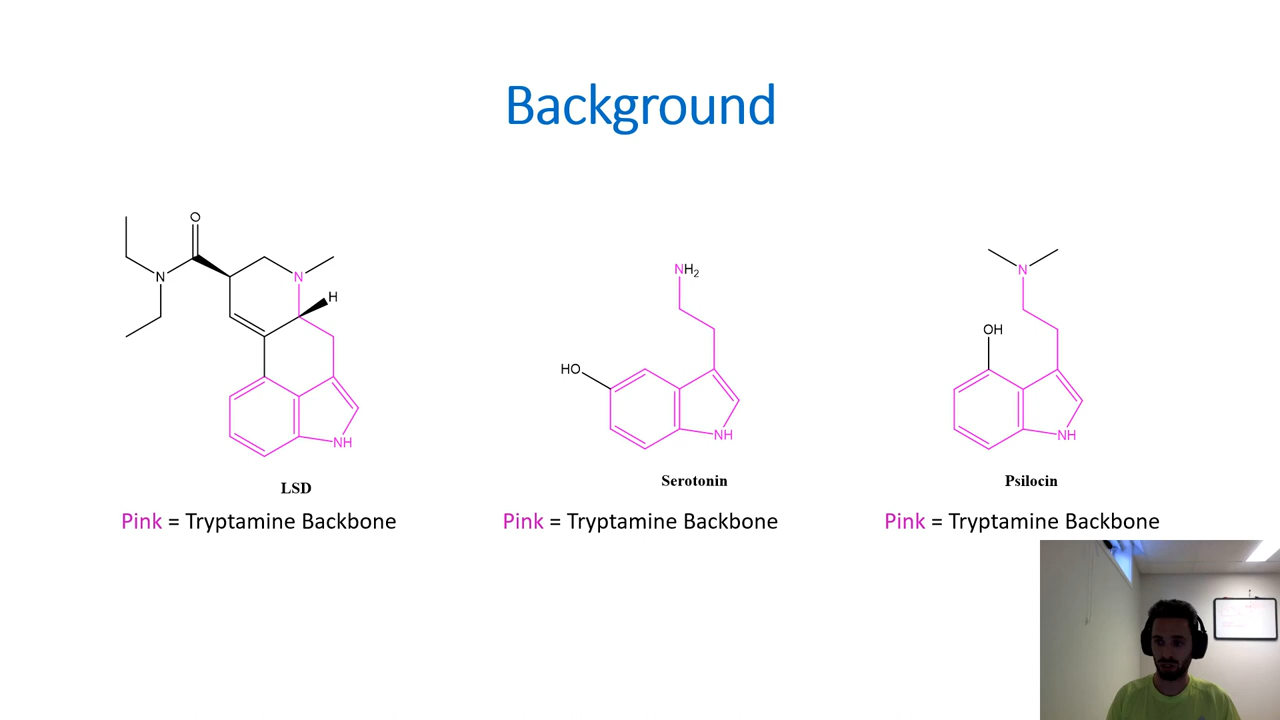 Background
O
N
N
H
NH
LSD
Pink = Tryptamine Backbone
NH2
HO
NH
Serotonin
Pink = Tryptamine Backbone
N
OH
NH
Psilocin
Pink = Tryptamine Backbone